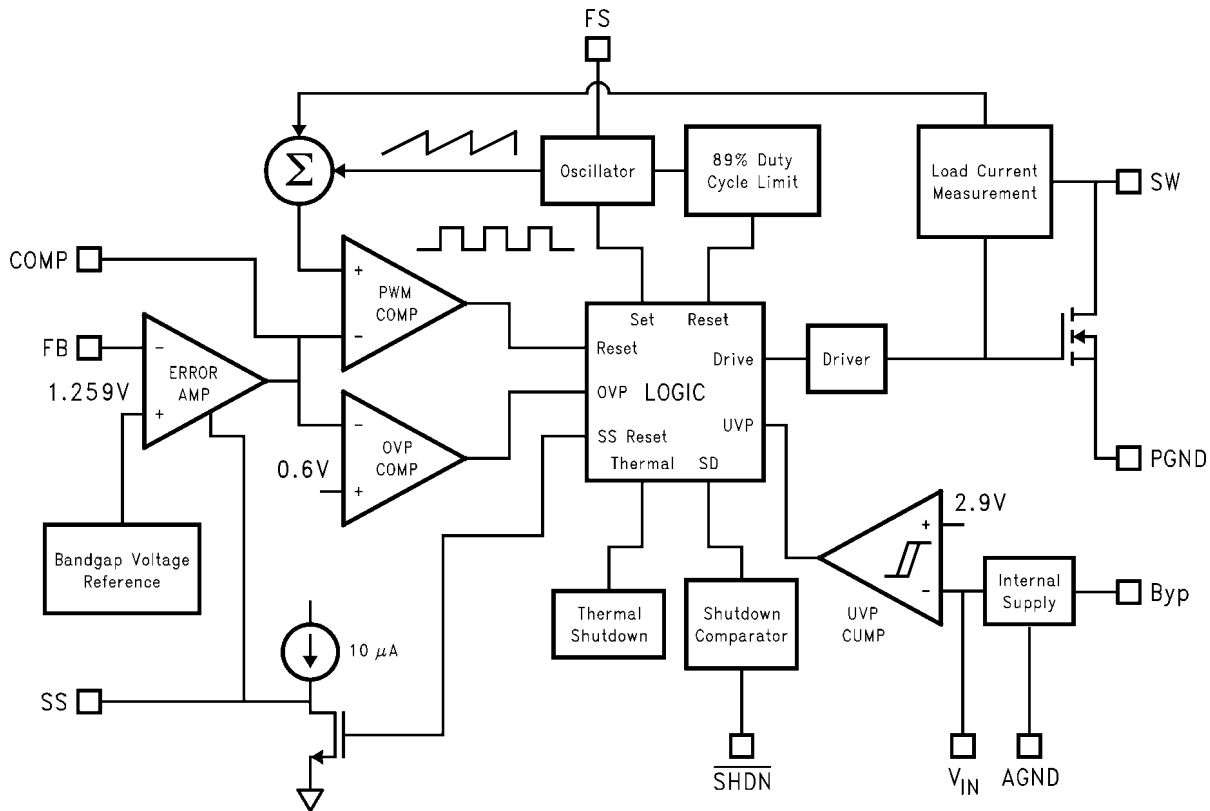 FS
Σ
Oscillator
89% Duty
Cycle Limit
Load Current
Measurement
SW
COMP
+
PWM
COMP
-
Set
Reset
Reset
Drive
Driver
LOGIC
OVP
UVP
SS Reset
Thermal
SD
FB
-
1.259V
ERROR
AMP
+
-
OVP
COMP
0.6V
+
PGND
2.9V
+
-
UVP
CUMP
Bandgap Voltage
Reference
Thermal
Shutdown
Shutdown
Comparator
Internal
Supply
Byp
10 μA
SS
SHDN
VIN
AGND